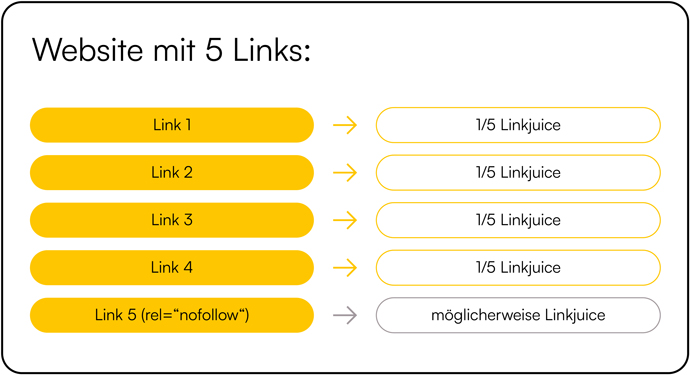 Website mit 5 Links:
Link 1 → 1/5 Linkjuice
Link 2 → 1/5 Linkjuice
Link 3 → 1/5 Linkjuice
Link 4 → 1/5 Linkjuice
Link 5 (rel=“nofollow“) → möglicherweise Linkjuice